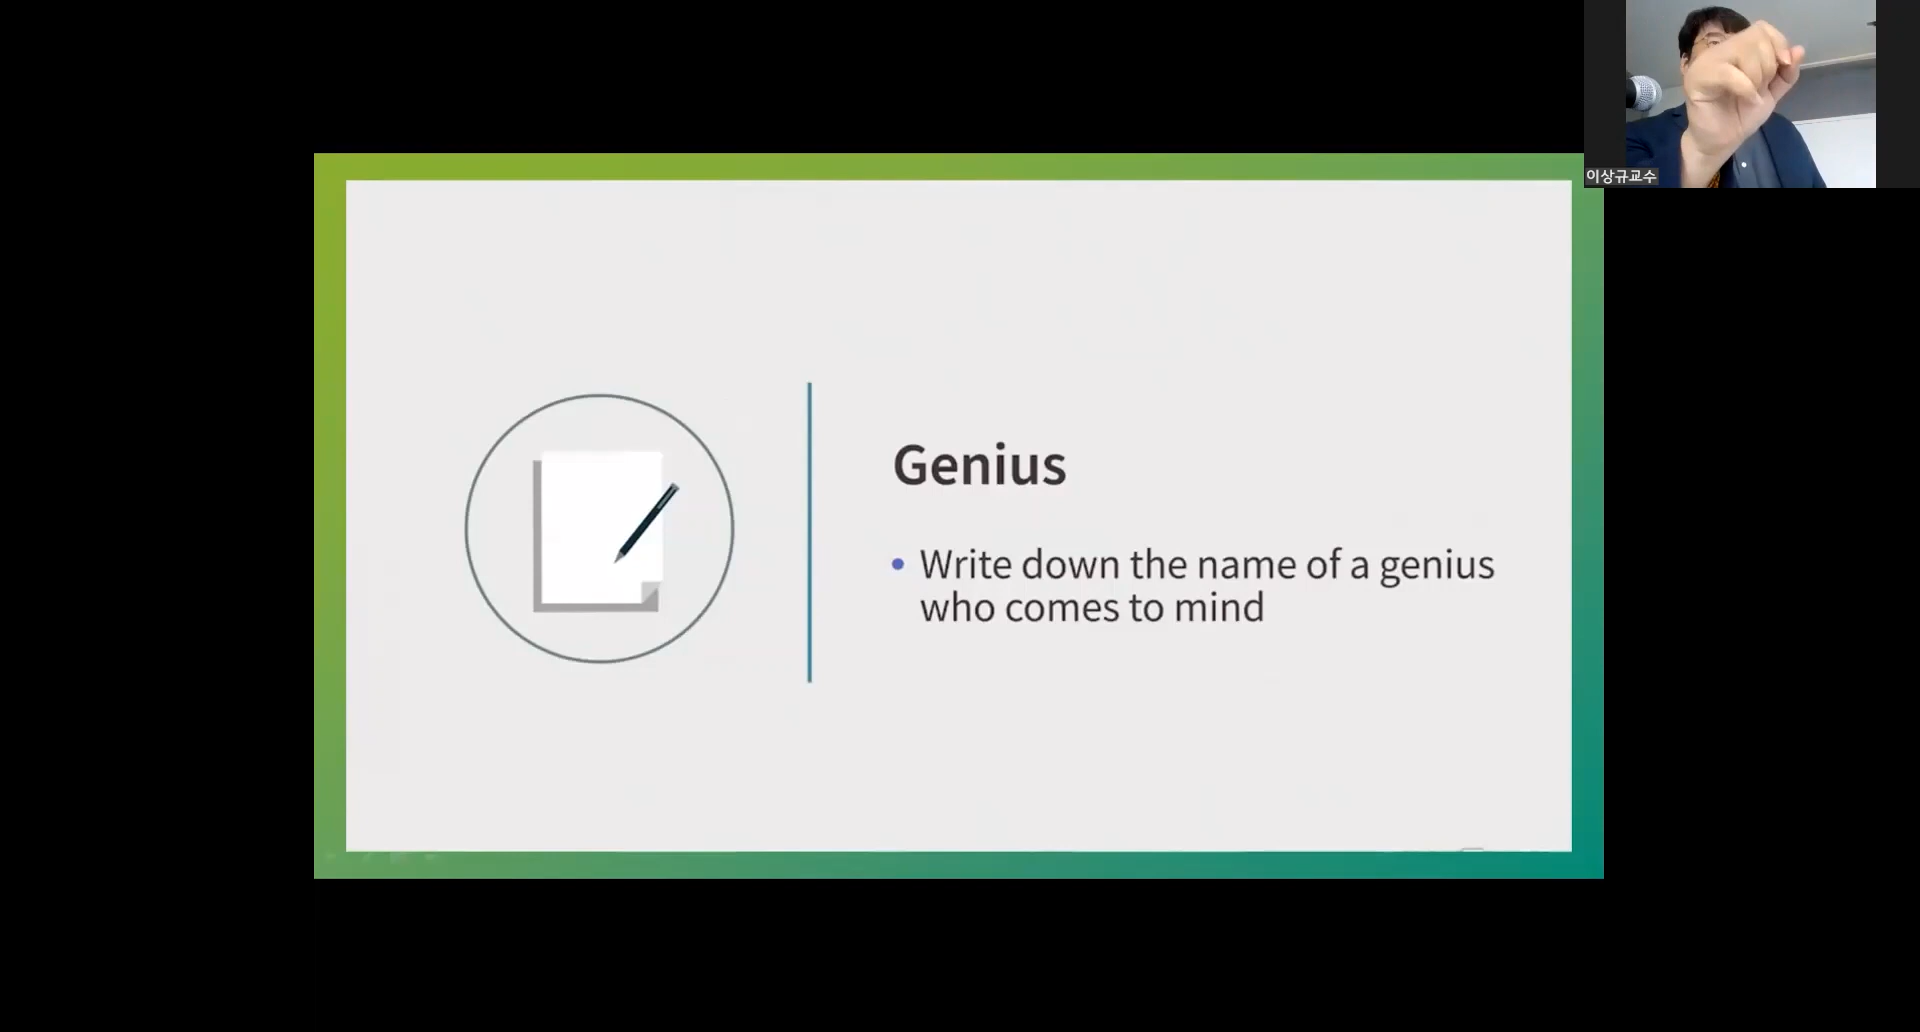 이상규교수
Genius
• Write down the name of a genius
who comes to mind